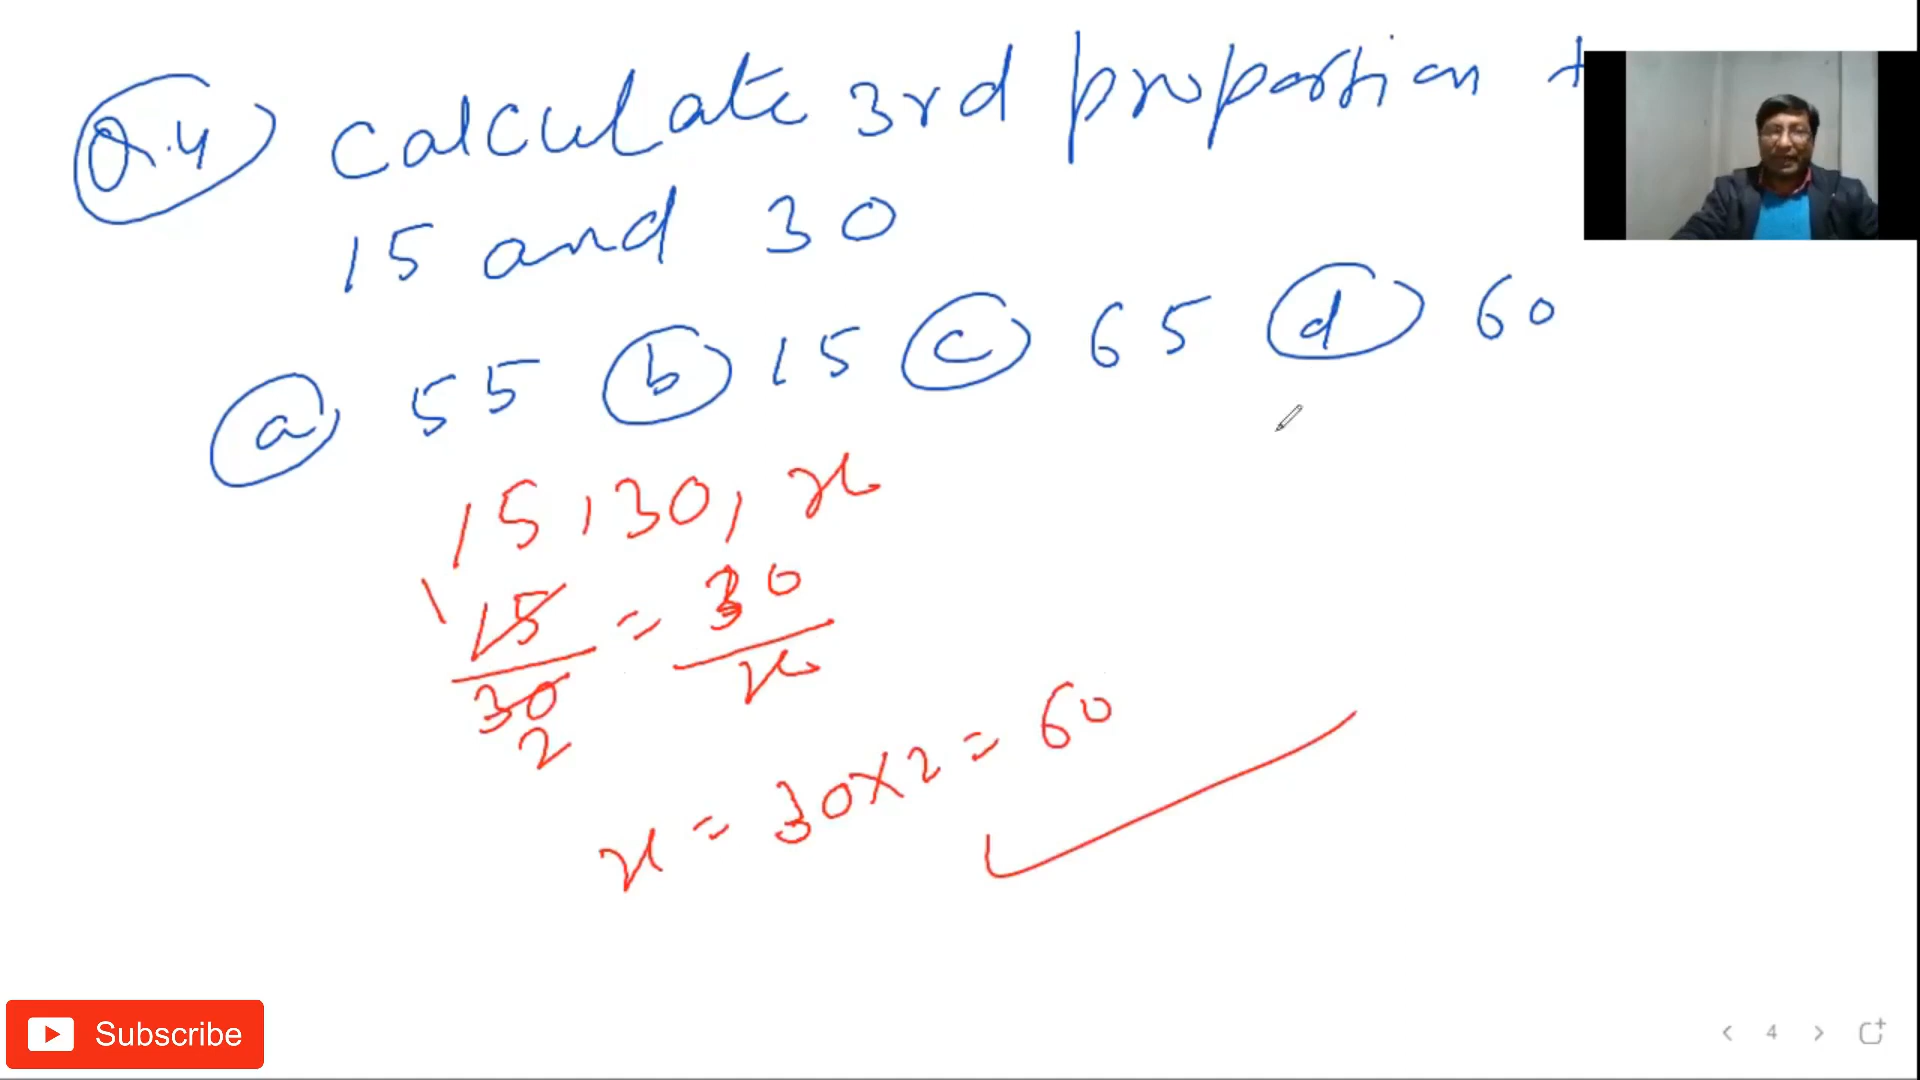 Q.4 Calculate 3rd proportion t
15 and 30
a 55 b 15 c 65 d 60
15, 30, x
1 15/30 = 30/x
2
x = 30×2 = 60
Subscribe
< 4 >